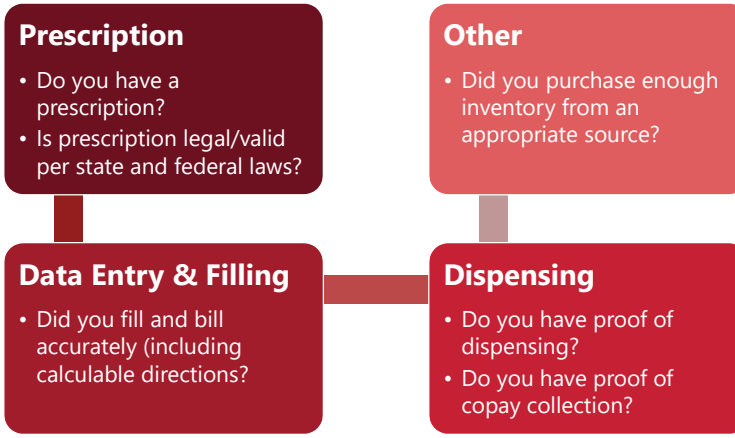 Prescription
• Do you have a
prescription?
• Is prescription legal/valid
per state and federal laws?
Data Entry & Filling
• Did you fill and bill
accurately (including
calculable directions?
Dispensing
• Do you have proof of
dispensing?
• Do you have proof of
copay collection?
Other
• Did you purchase enough
inventory from an
appropriate source?